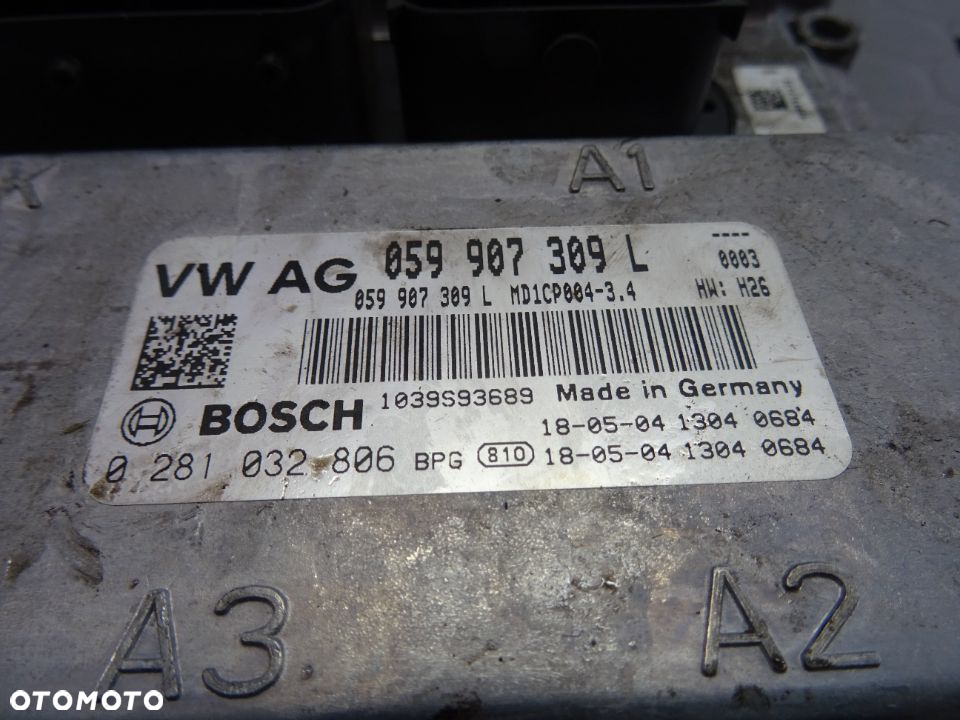 A1
VW AG 059 907 309 L ---- 0003
059 907 309 L MD1CP004-3.4 HW: H26
BOSCH 1039S93689 Made in Germany
18-05-04 1304 0684
0 281 032 806 BPG 810 18-05-04 1304 0684
A3 A2
OTOMOTO